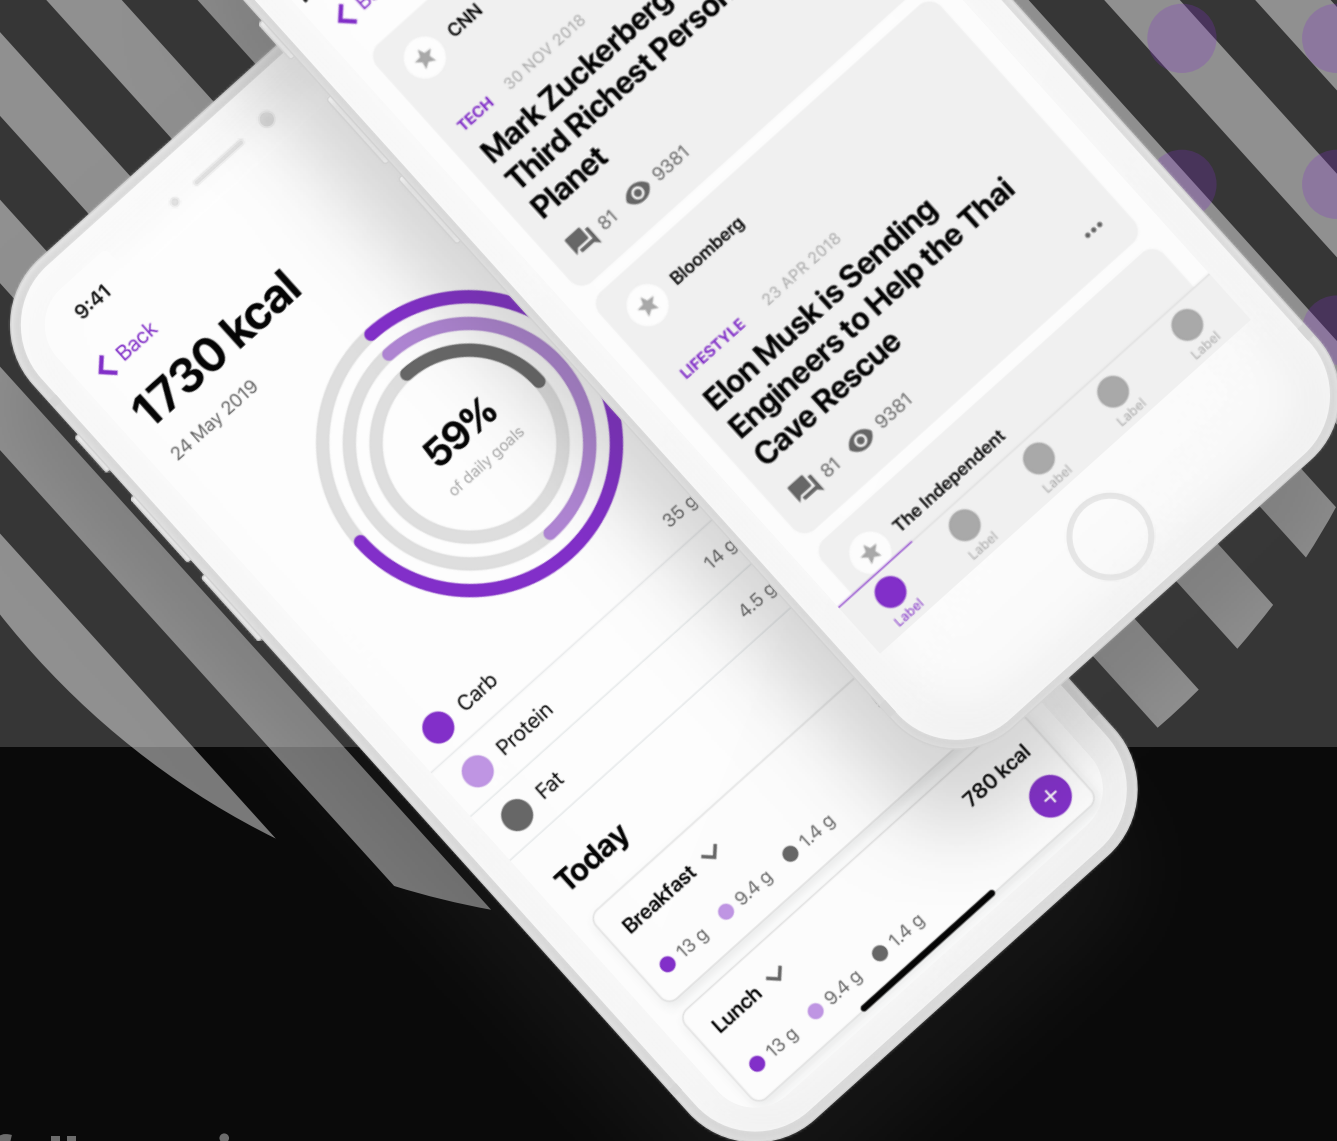 9:41
Back
1730 kcal
24 May 2019
59%
of daily goals
Carb
35 g
Protein
14 g
Fat
4.5 g
Today
Breakfast
13 g
9.4 g
1.4 g
780 kcal
Lunch
13 g
9.4 g
1.4 g
CNN
TECH
30 NOV 2018
Mark Zuckerberg
Third Richest Person
Planet
81
9381
Bloomberg
LIFESTYLE
23 APR 2018
Elon Musk is Sending
Engineers to Help the Thai
Cave Rescue
81
9381
The Independent
Label
Label
Label
Label
Label